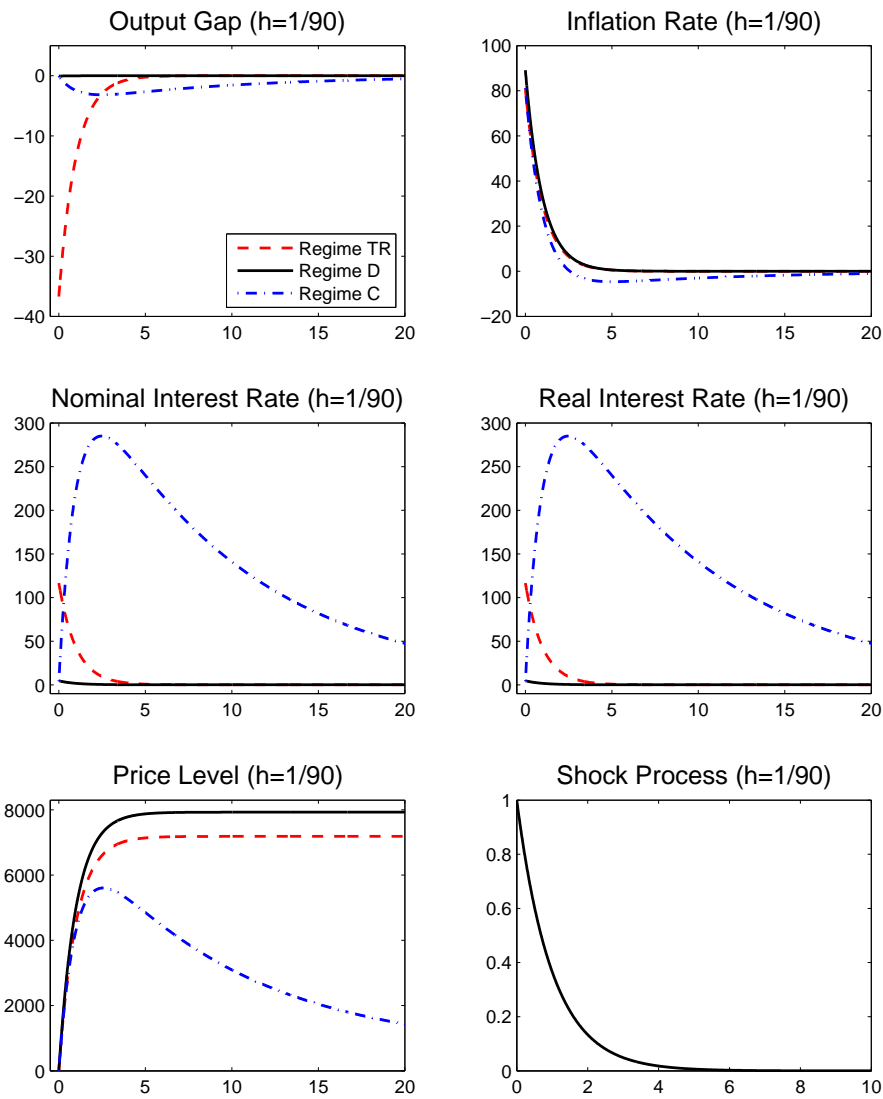 Output Gap (h=1/90)
0
−10
−20
−30
−40
0 5 10 15 20
Regime TR
Regime D
Regime C
Inflation Rate (h=1/90)
100
80
60
40
20
0
−20
0 5 10 15 20
Nominal Interest Rate (h=1/90)
300
250
200
150
100
50
0
0 5 10 15 20
Real Interest Rate (h=1/90)
300
250
200
150
100
50
0
0 5 10 15 20
Price Level (h=1/90)
8000
6000
4000
2000
0
0 5 10 15 20
Shock Process (h=1/90)
1
0.8
0.6
0.4
0.2
0
0 2 4 6 8 10